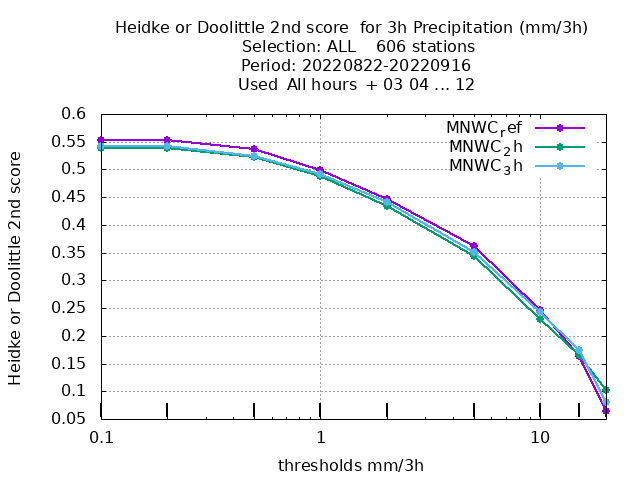 Heidke or Doolittle 2nd score for 3h Precipitation (mm/3h)
Selection: ALL 606 stations
Period: 20220822-20220916
Used All hours + 03 04 ... 12
Heidke or Doolittle 2nd score
0.6
0.55
0.5
0.45
0.4
0.35
0.3
0.25
0.2
0.15
0.1
0.05
MNWCref
MNWC2h
MNWC3h
0.1 1 10
thresholds mm/3h